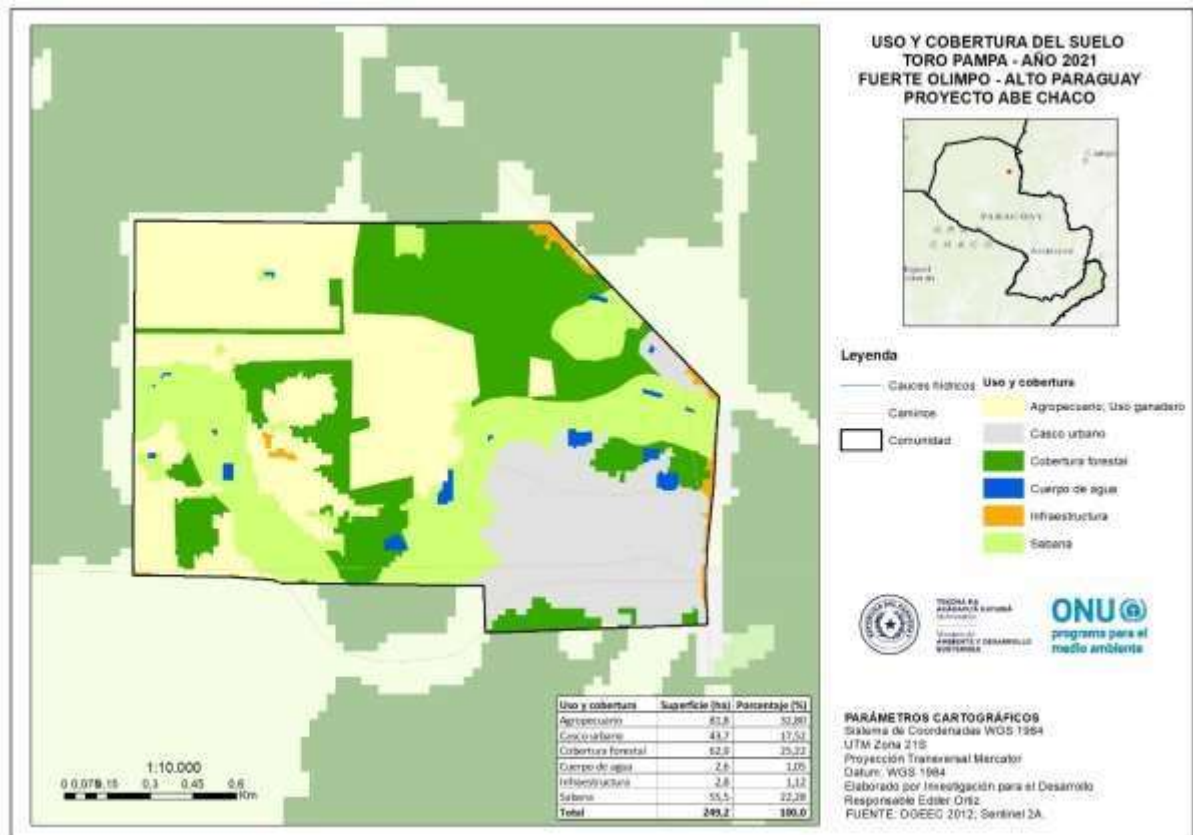 USO Y COBERTURA DEL SUELO
TORO PAMPA - AÑO 2021
FUERTE OLIMPO - ALTO PARAGUAY
PROYECTO ABE CHACO
PARAGUAY
CHACO
Leyenda
Cauces hídricos
Caminos
Comunidad
Uso y cobertura
Agropecuario; Uso ganadero
Casco urbano
Cobertura forestal
Cuerpo de agua
Infraestructura
Sabana
AMBIENTE Y DESARROLLO
SOSTENIBLE
ONU
programa para el
medio ambiente
Uso y cobertura Superficie (ha) Porcentaje (%)
Agropecuario 81,8 32,80
Casco urbano 43,7 17,52
Cobertura forestal 62,9 25,22
Cuerpo de agua 2,6 1,05
Infraestructura 2,8 1,12
Sabana 55,5 22,28
Total 249,2 100,0
1:10.000
0 0,075 0,15 0,3 0,45 0,6
Km
PARÁMETROS CARTOGRÁFICOS
Sistema de Coordenadas WGS 1984
UTM Zona 21S
Proyección Transversal Mercator
Datum: WGS 1984
Elaborado por Investigación para el Desarrollo
Responsable Edder Ortiz
FUENTE: DGEEC 2012; Sentinel 2A.